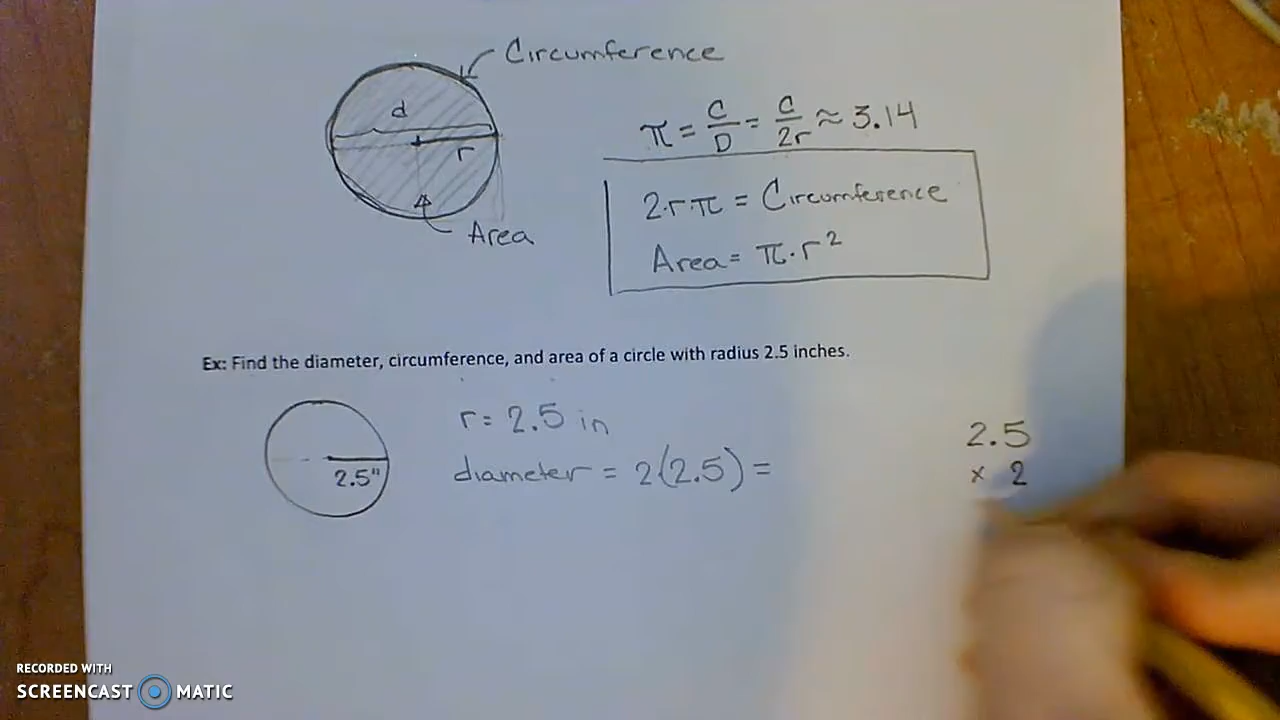 Circumference
d
r
Area
π = C/D = C/2r ≈ 3.14
2·r·π = Circumference
Area = π·r²
Ex: Find the diameter, circumference, and area of a circle with radius 2.5 inches.
2.5"
r = 2.5 in
diameter = 2(2.5) =
2.5
x 2
RECORDED WITH
SCREENCAST MATIC